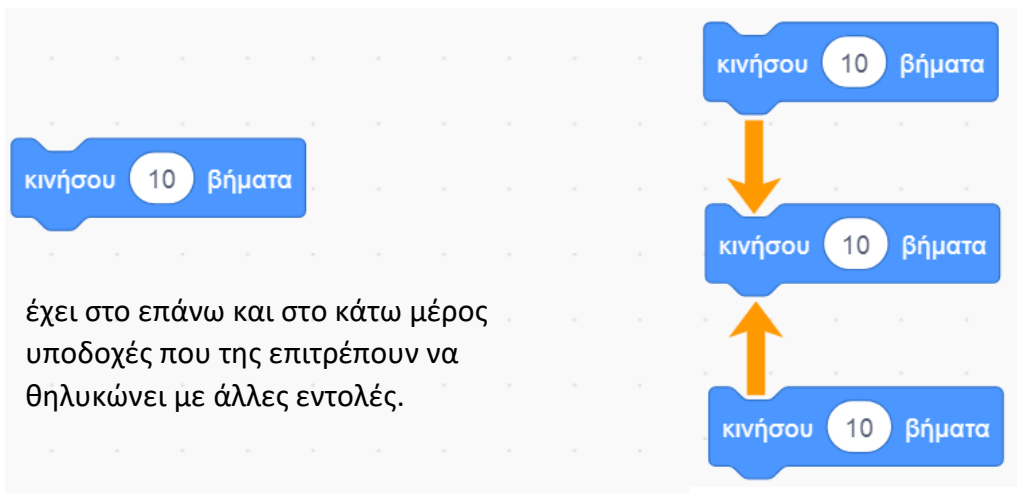 κινήσου 10 βήματα
έχει στο επάνω και στο κάτω μέρος
υποδοχές που της επιτρέπουν να
θηλυκώνει με άλλες εντολές.
κινήσου 10 βήματα
κινήσου 10 βήματα
κινήσου 10 βήματα